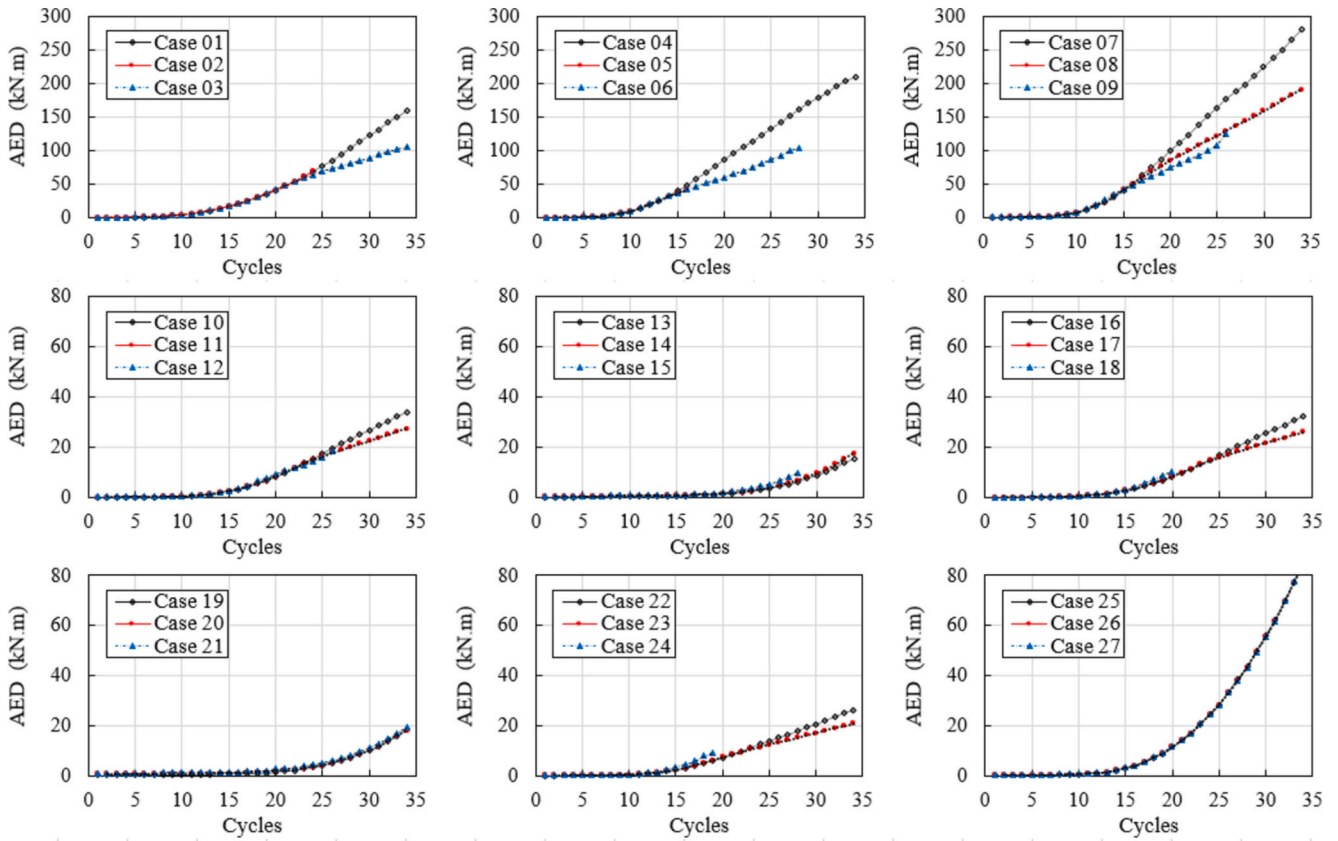 300
250
200
150
100
50
0
AED (kN.m)
Case 01
Case 02
Case 03
0 5 10 15 20 25 30 35
Cycles
300
250
200
150
100
50
0
AED (kN.m)
Case 04
Case 05
Case 06
0 5 10 15 20 25 30 35
Cycles
300
250
200
150
100
50
0
AED (kN.m)
Case 07
Case 08
Case 09
0 5 10 15 20 25 30 35
Cycles
80
60
40
20
0
AED (kN.m)
Case 10
Case 11
Case 12
0 5 10 15 20 25 30 35
Cycles
80
60
40
20
0
AED (kN.m)
Case 13
Case 14
Case 15
0 5 10 15 20 25 30 35
Cycles
80
60
40
20
0
AED (kN.m)
Case 16
Case 17
Case 18
0 5 10 15 20 25 30 35
Cycles
80
60
40
20
0
AED (kN.m)
Case 19
Case 20
Case 21
0 5 10 15 20 25 30 35
Cycles
80
60
40
20
0
AED (kN.m)
Case 22
Case 23
Case 24
0 5 10 15 20 25 30 35
Cycles
80
60
40
20
0
AED (kN.m)
Case 25
Case 26
Case 27
0 5 10 15 20 25 30 35
Cycles